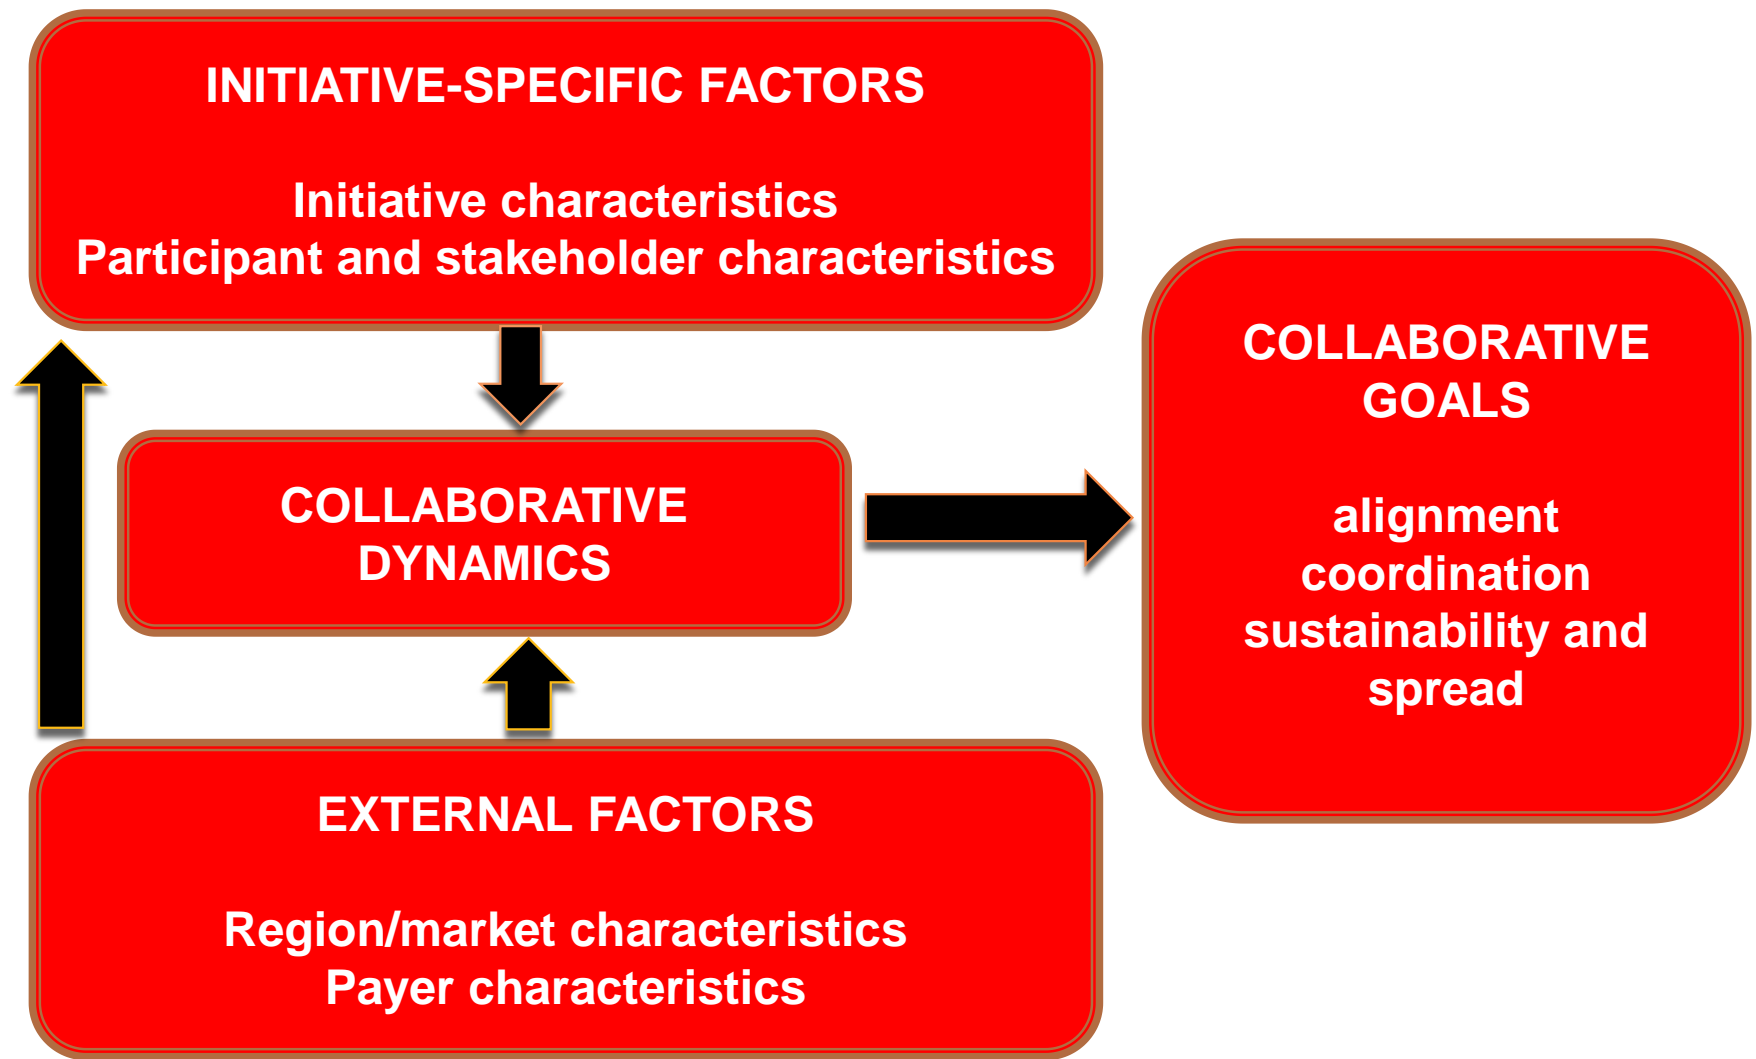 INITIATIVE-SPECIFIC FACTORS
Initiative characteristics
Participant and stakeholder characteristics
COLLABORATIVE
DYNAMICS
EXTERNAL FACTORS
Region/market characteristics
Payer characteristics
COLLABORATIVE
GOALS
alignment
coordination
sustainability and
spread